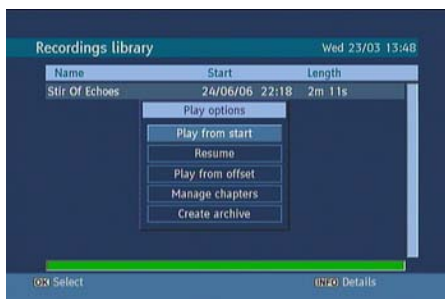 Recordings library Wed 23/03 13:48
Name Start Length
Stir Of Echoes 24/06/06 22:18 2m 11s
Play options
Play from start
Resume
Play from offset
Manage chapters
Create archive
OK Select INFO Details